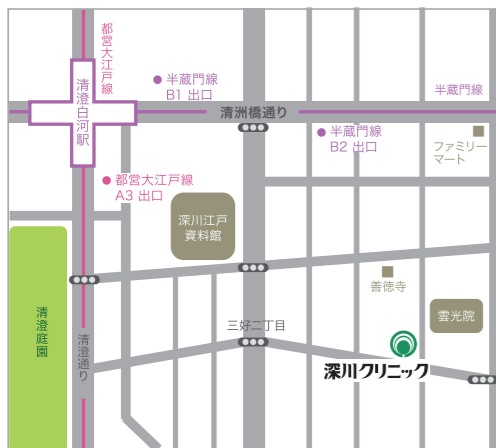 都営大江戸線
清澄白河駅
半蔵門線
B1 出口
清洲橋通り
半蔵門線
半蔵門線
B2 出口
ファミリー
マート
都営大江戸線
A3 出口
深川江戸
資料館
善徳寺
雲光院
清澄庭園
清澄通り
三好二丁目
深川クリニック